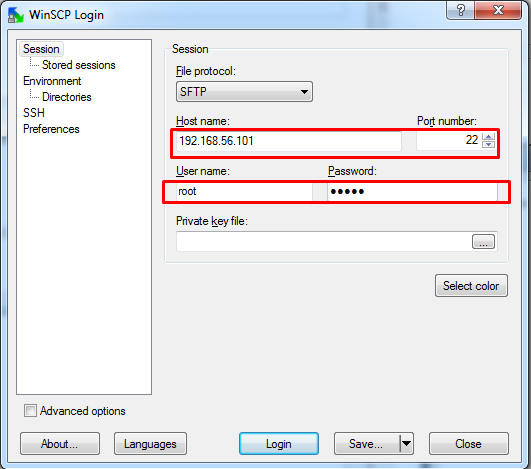 WinSCP Login
Session
Stored sessions
Environment
Directories
SSH
Preferences
Session
File protocol:
SFTP
Host name:
Port number:
192.168.56.101
22
User name:
Password:
root
●●●●●
Private key file:
...
Select color
Advanced options
About...
Languages
Login
Save...
Close